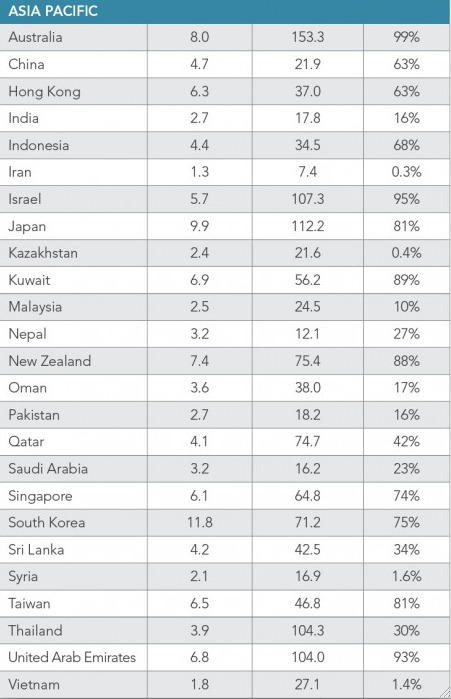 ASIA PACIFIC
Australia 8.0 153.3 99%
China 4.7 21.9 63%
Hong Kong 6.3 37.0 63%
India 2.7 17.8 16%
Indonesia 4.4 34.5 68%
Iran 1.3 7.4 0.3%
Israel 5.7 107.3 95%
Japan 9.9 112.2 81%
Kazakhstan 2.4 21.6 0.4%
Kuwait 6.9 56.2 89%
Malaysia 2.5 24.5 10%
Nepal 3.2 12.1 27%
New Zealand 7.4 75.4 88%
Oman 3.6 38.0 17%
Pakistan 2.7 18.2 16%
Qatar 4.1 74.7 42%
Saudi Arabia 3.2 16.2 23%
Singapore 6.1 64.8 74%
South Korea 11.8 71.2 75%
Sri Lanka 4.2 42.5 34%
Syria 2.1 16.9 1.6%
Taiwan 6.5 46.8 81%
Thailand 3.9 104.3 30%
United Arab Emirates 6.8 104.0 93%
Vietnam 1.8 27.1 1.4%